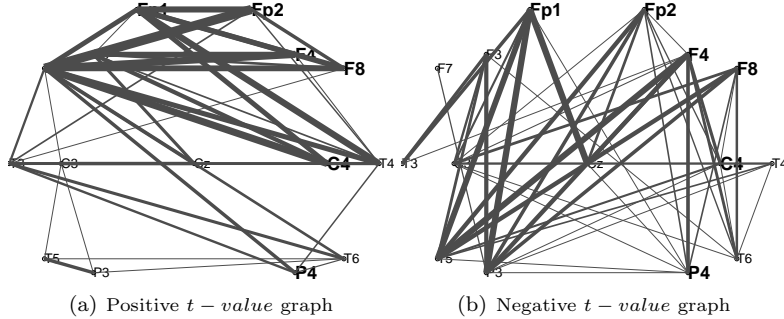 Fp1 Fp2 Fp1 Fp2
F4 F3 F4
F8 F7 F8
T3 C3 Cz C4 T4 T3 Cz C4 T4
T5 T6 T5 T6
P3 P4 P3 P4
(a) Positive t − value graph (b) Negative t − value graph